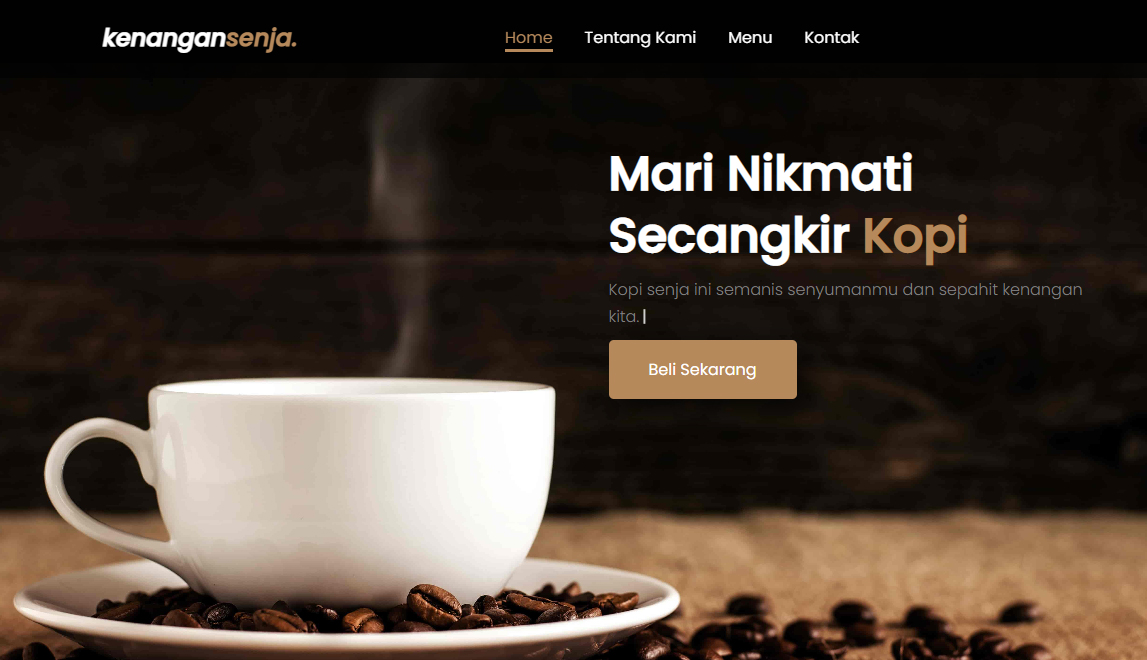 kenangansenja.
Home Tentang Kami Menu Kontak
Mari Nikmati
Secangkir Kopi
Kopi senja ini semanis senyumanmu dan sepahit kenangan
kita.
Beli Sekarang